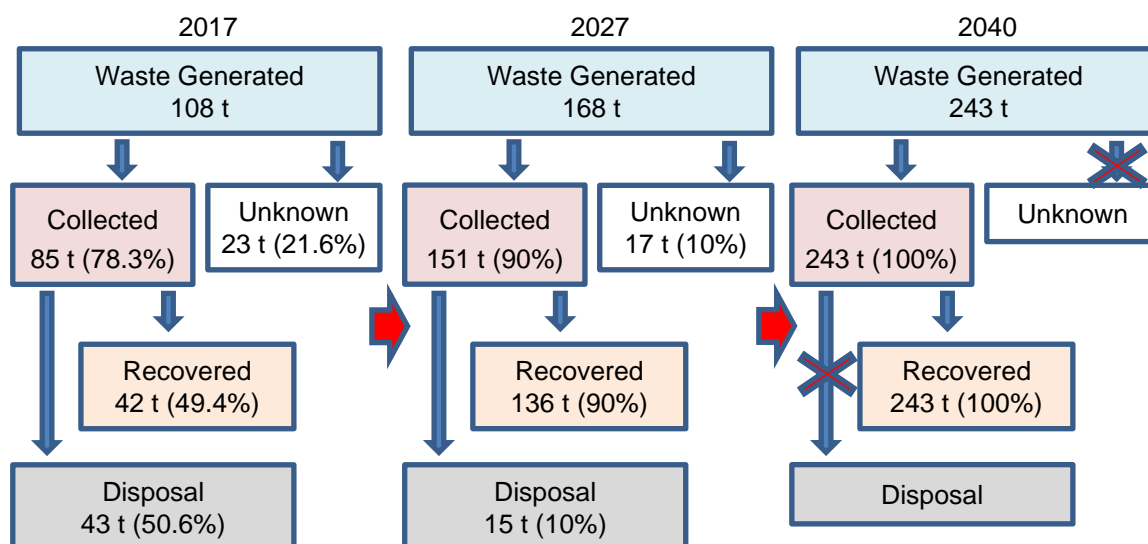 2017
Waste Generated
108 t
Collected
85 t (78.3%)
Unknown
23 t (21.6%)
Recovered
42 t (49.4%)
Disposal
43 t (50.6%)
2027
Waste Generated
168 t
Collected
151 t (90%)
Unknown
17 t (10%)
Recovered
136 t (90%)
Disposal
15 t (10%)
2040
Waste Generated
243 t
Collected
243 t (100%)
Unknown
Recovered
243 t (100%)
Disposal